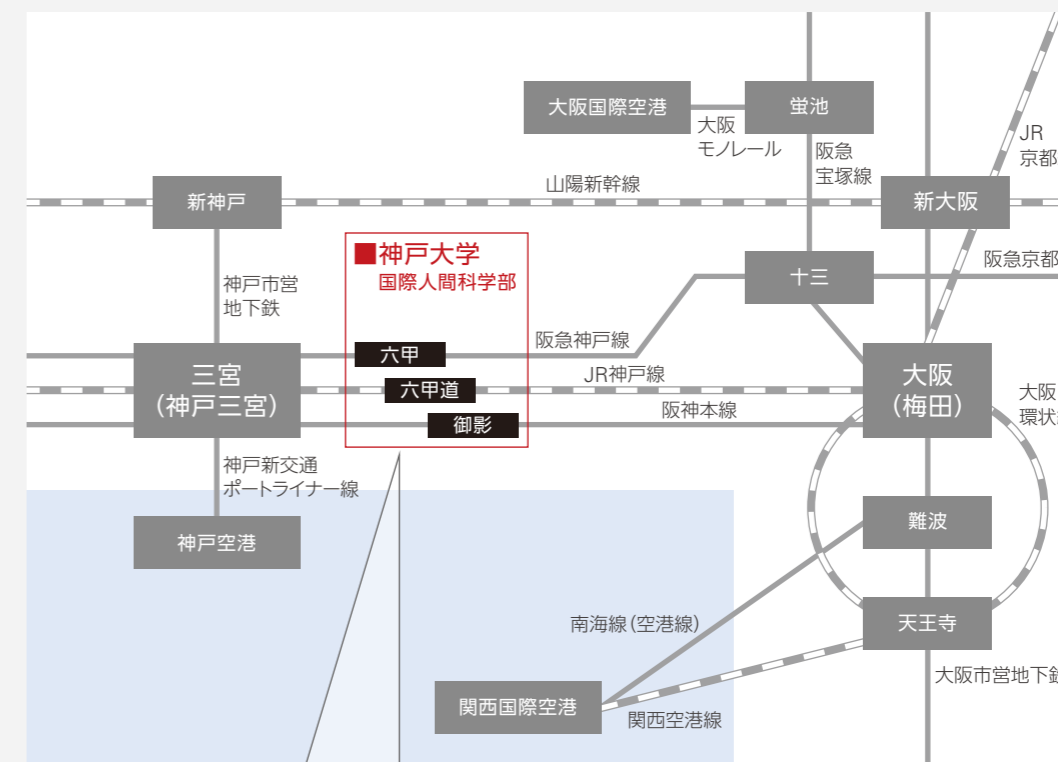 大阪国際空港
蛍池
大阪
モノレール
阪急
宝塚線
JR
京都
新神戸
山陽新幹線
新大阪
神戸市営
地下鉄
■神戸大学
国際人間科学部
十三
阪急京都
三宮
(神戸三宮)
六甲
阪急神戸線
六甲道
JR神戸線
御影
阪神本線
大阪
(梅田)
大阪
環状
神戸新交通
ポートライナー線
神戸空港
難波
天王寺
南海線(空港線)
大阪市営地下鉄
関西国際空港
関西空港線